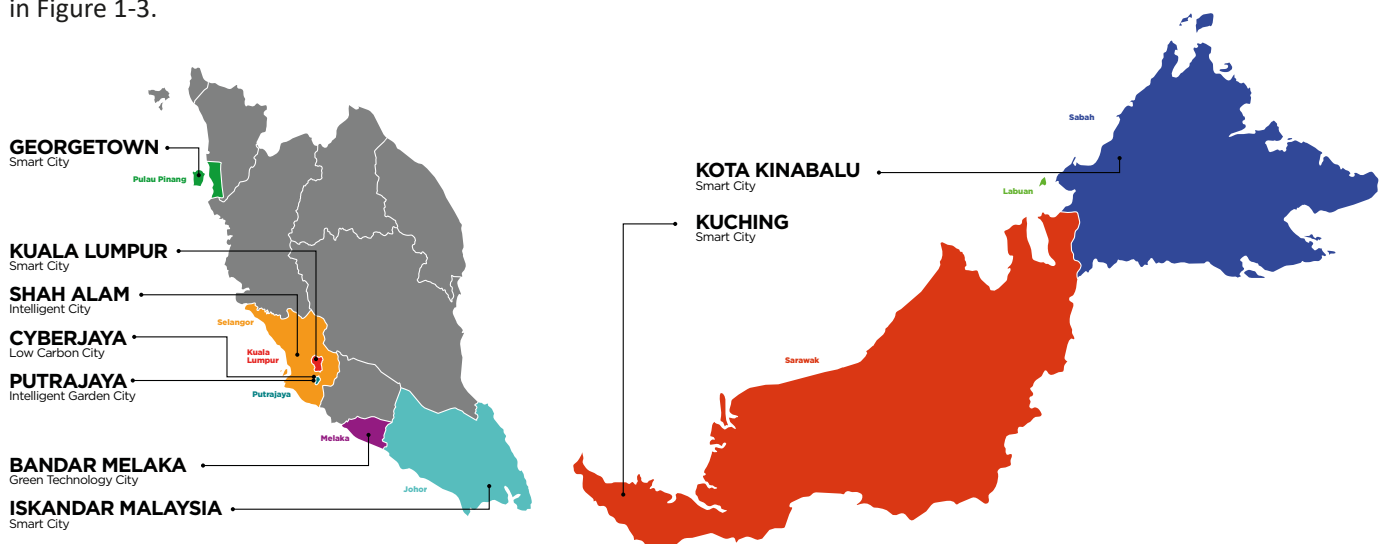 in Figure 1-3.
GEORGETOWN
Smart City
Pulau Pinang
KUALA LUMPUR
Smart City
SHAH ALAM
Intelligent City
Selangor
CYBERJAYA
Low Carbon City
Kuala
Lumpur
PUTRAJAYA
Intelligent Garden City
Putrajaya
Melaka
BANDAR MELAKA
Green Technology City
Johor
ISKANDAR MALAYSIA
Smart City
Sabah
KOTA KINABALU
Smart City
Labuan
KUCHING
Smart City
Sarawak